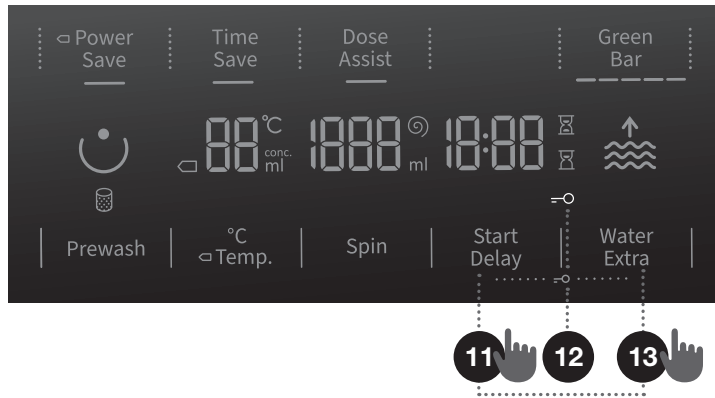 Power
Save
Time
Save
Dose
Assist
Green
Bar
88
°C
conc.
ml
1888
ml
18:88
Prewash
°C
Temp.
Spin
Start
Delay
Water
Extra
11
12
13